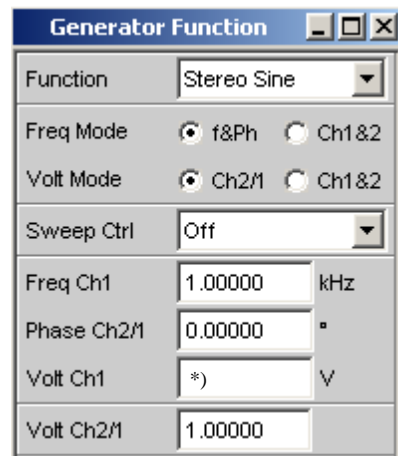 Generator Function
Function Stereo Sine
Freq Mode f&Ph Ch1&2
Volt Mode Ch2/1 Ch1&2
Sweep Ctrl Off
Freq Ch1 1.00000 kHz
Phase Ch2/1 0.00000 °
Volt Ch1 *) V
Volt Ch2/1 1.00000